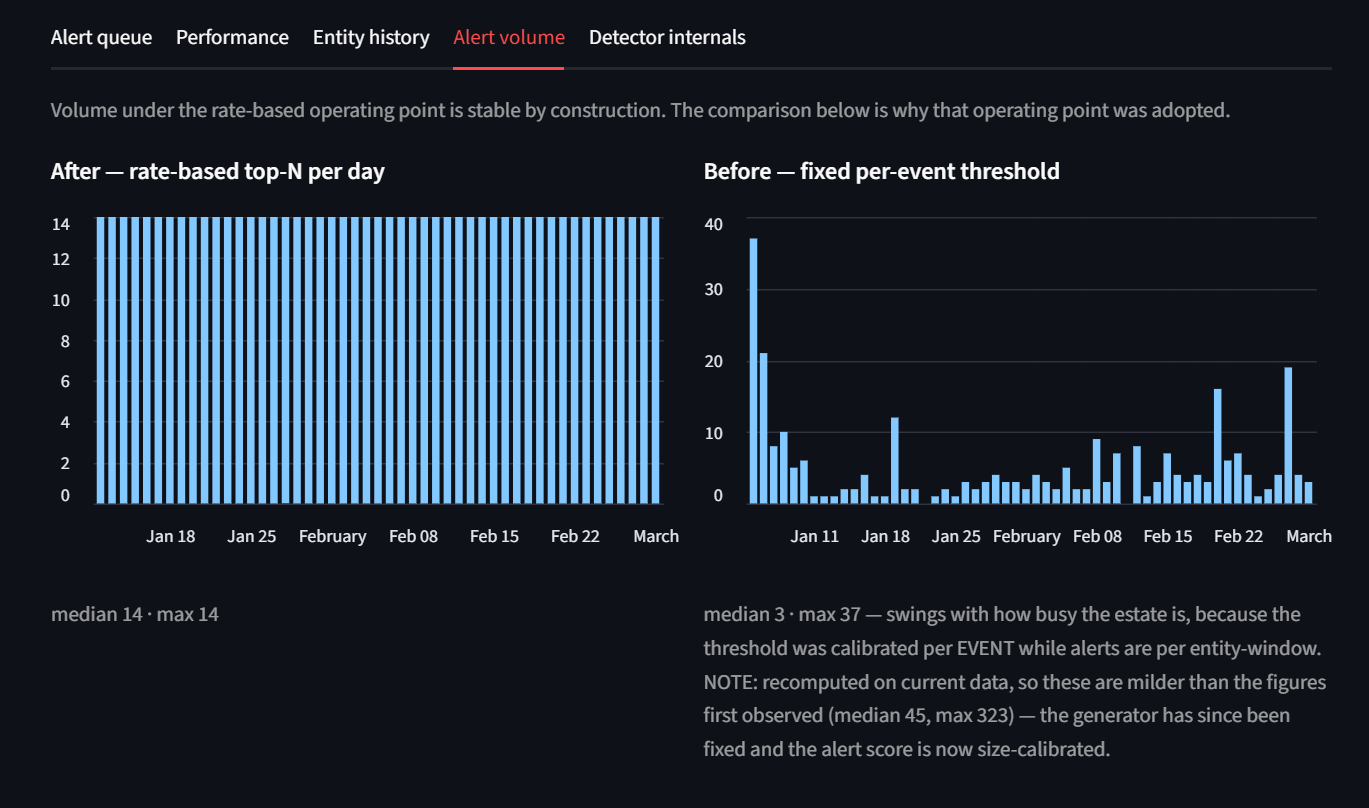 Alert queue Performance Entity history Alert volume Detector internals
Volume under the rate-based operating point is stable by construction. The comparison below is why that operating point was adopted.
After — rate-based top-N per day
14
12
10
8
6
4
2
0
Jan 18 Jan 25 February Feb 08 Feb 15 Feb 22 March
median 14 · max 14
Before — fixed per-event threshold
40
30
20
10
0
Jan 11 Jan 18 Jan 25 February Feb 08 Feb 15 Feb 22 March
median 3 · max 37 — swings with how busy the estate is, because the
threshold was calibrated per EVENT while alerts are per entity-window.
NOTE: recomputed on current data, so these are milder than the figures
first observed (median 45, max 323) — the generator has since been
fixed and the alert score is now size-calibrated.